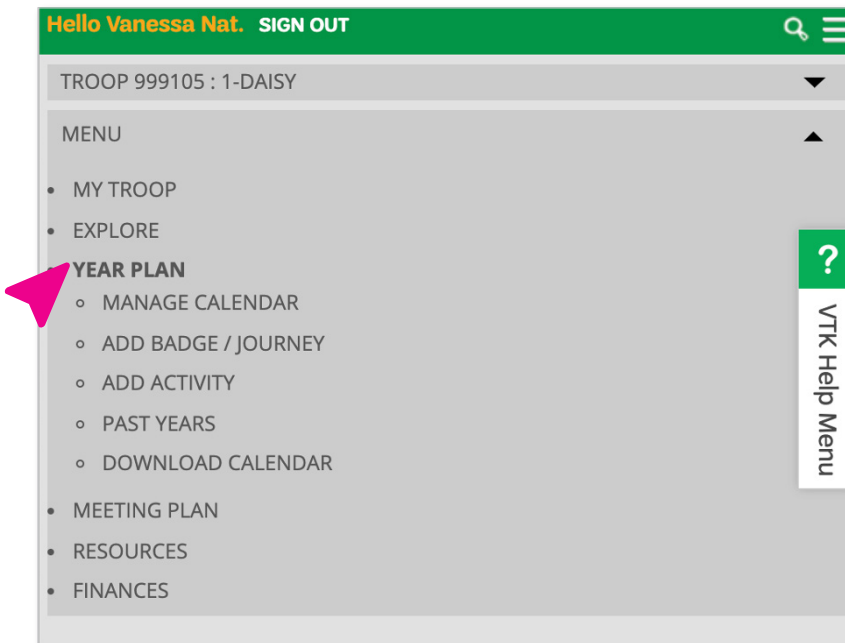 Hello Vanessa Nat. SIGN OUT
TROOP 999105 : 1-DAISY
MENU
MY TROOP
EXPLORE
YEAR PLAN
MANAGE CALENDAR
ADD BADGE / JOURNEY
ADD ACTIVITY
PAST YEARS
DOWNLOAD CALENDAR
MEETING PLAN
RESOURCES
FINANCES
?
VTK Help Menu